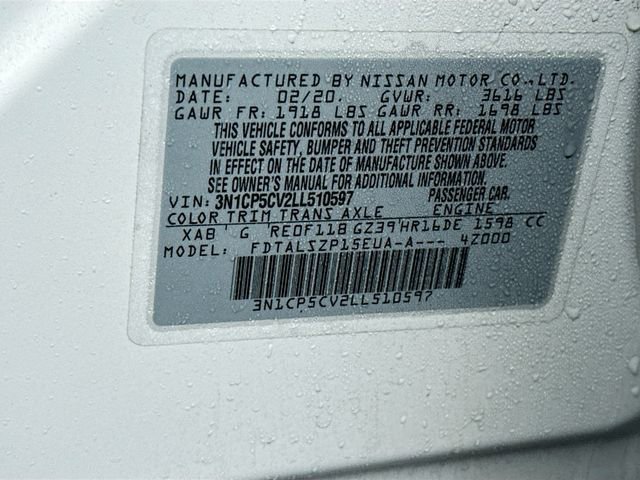 MANUFACTURED BY NISSAN MOTOR CO., LTD.
DATE: 02/20. GVWR: 3616 LBS
GAWR FR: 1918 LBS GAWR RR: 1698 LBS
THIS VEHICLE CONFORMS TO ALL APPLICABLE FEDERAL MOTOR
VEHICLE SAFETY, BUMPER AND THEFT PREVENTION STANDARDS
IN EFFECT ON THE DATE OF MANUFACTURE SHOWN ABOVE.
SEE OWNER'S MANUAL FOR ADDITIONAL INFORMATION.
VIN: 3N1CP5CV2LL510597 PASSENGER CAR.
COLOR TRIM TRANS AXLE ENGINE
XAB G RE0F11B GZ39 HR16DE 1598 CC
MODEL: FDTALSZP15EUA-A--- 4Z000
3N1CP5CV2LL510597